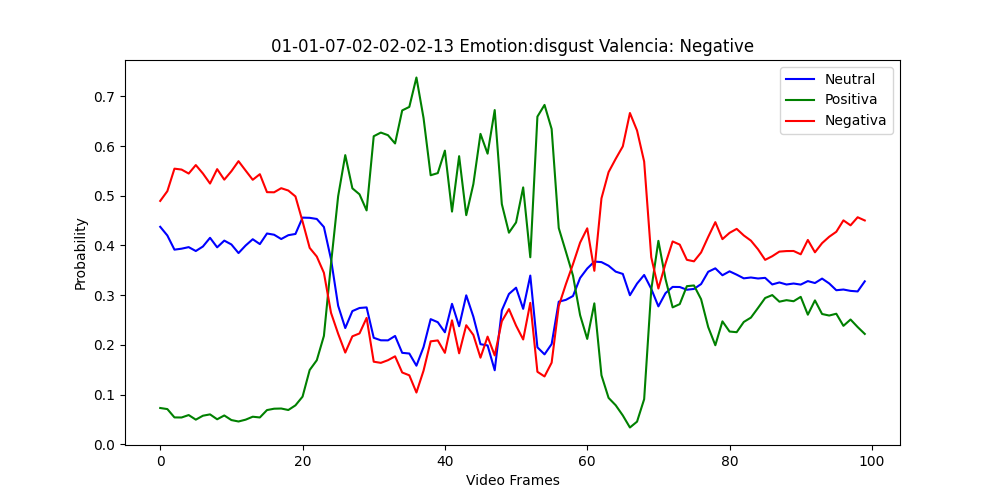 01-01-07-02-02-02-13 Emotion:disgust Valencia: Negative
Neutral
Positiva
Negativa
Probability
0.7
0.6
0.5
0.4
0.3
0.2
0.1
0.0
0 20 40 60 80 100
Video Frames